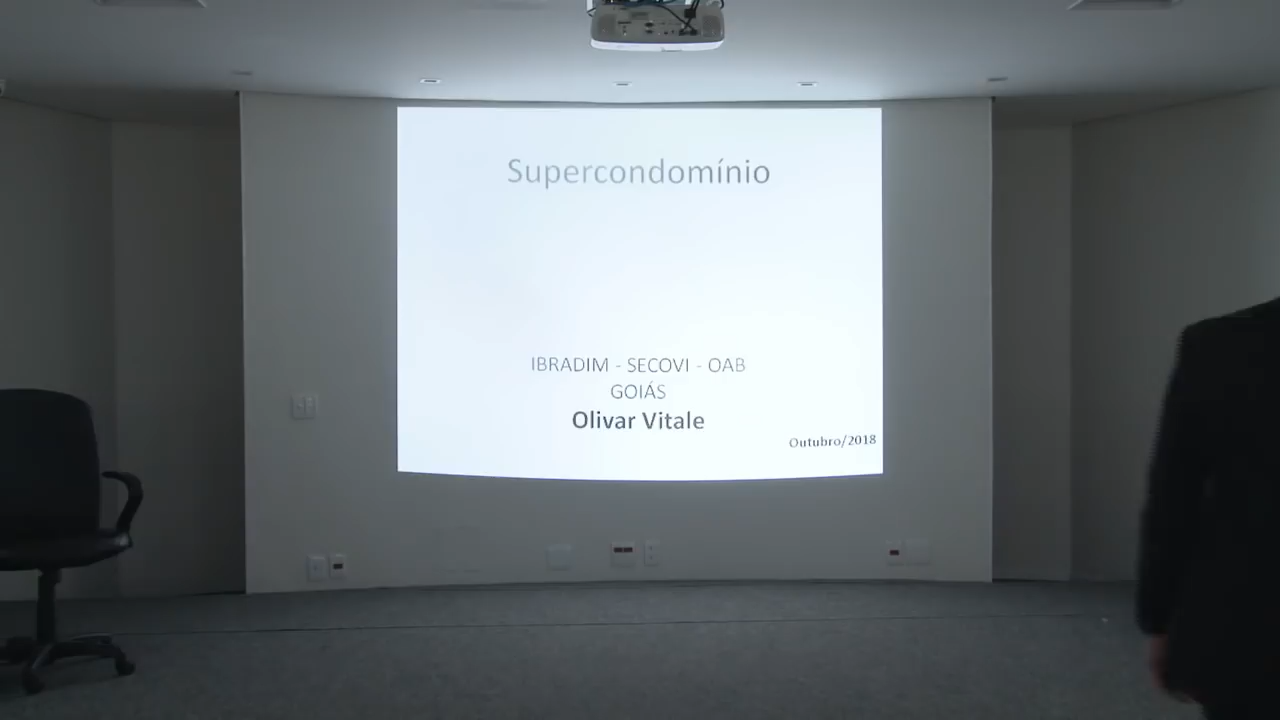 Supercondomínio
IBRADIM - SECOVI - OAB
GOIÁS
Olivar Vitale
Outubro/2018